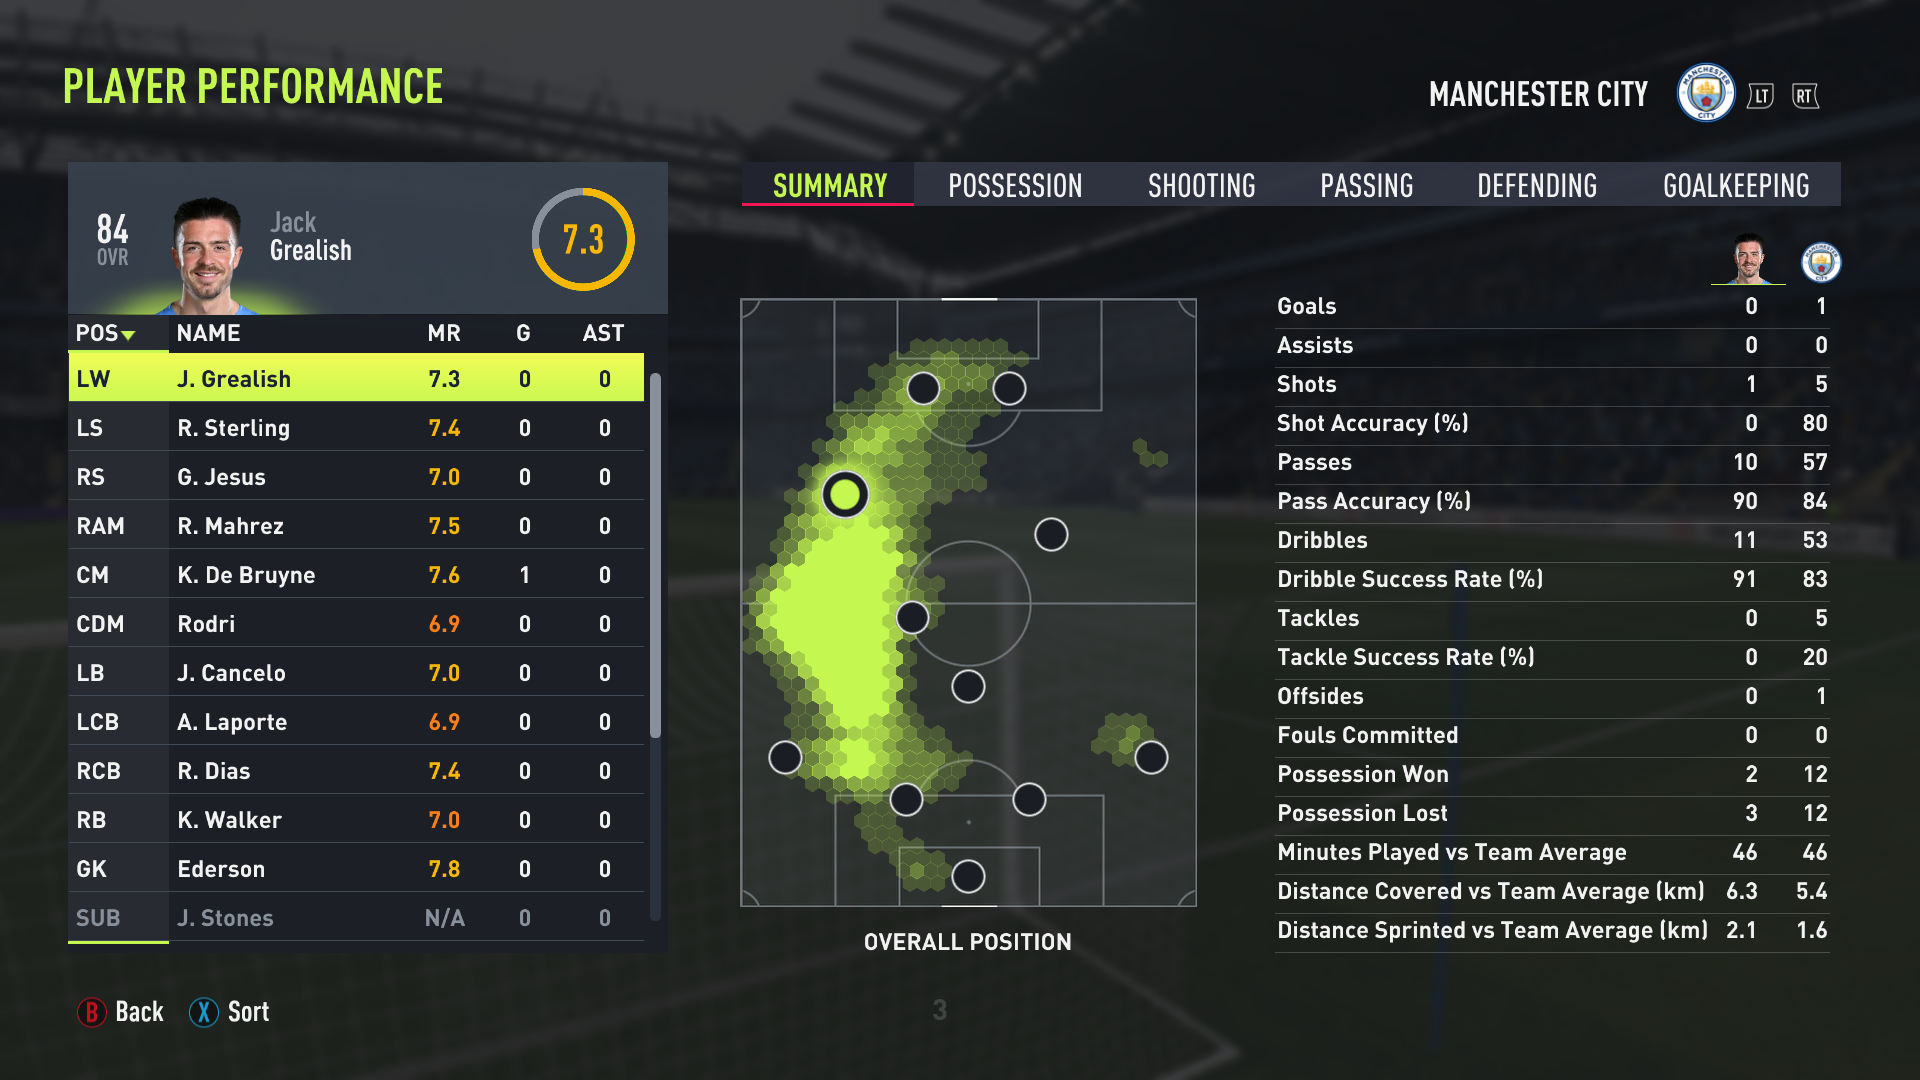 PLAYER PERFORMANCE
MANCHESTER CITY
LT RT
84
OVR
Jack
Grealish
7.3
SUMMARY POSSESSION SHOOTING PASSING DEFENDING GOALKEEPING
POS NAME MR G AST
LW J. Grealish 7.3 0 0
LS R. Sterling 7.4 0 0
RS G. Jesus 7.0 0 0
RAM R. Mahrez 7.5 0 0
CM K. De Bruyne 7.6 1 0
CDM Rodri 6.9 0 0
LB J. Cancelo 7.0 0 0
LCB A. Laporte 6.9 0 0
RCB R. Dias 7.4 0 0
RB K. Walker 7.0 0 0
GK Ederson 7.8 0 0
SUB J. Stones N/A 0 0
OVERALL POSITION
Goals 0 1
Assists 0 0
Shots 1 5
Shot Accuracy (%) 0 80
Passes 10 57
Pass Accuracy (%) 90 84
Dribbles 11 53
Dribble Success Rate (%) 91 83
Tackles 0 5
Tackle Success Rate (%) 0 20
Offsides 0 1
Fouls Committed 0 0
Possession Won 2 12
Possession Lost 3 12
Minutes Played vs Team Average 46 46
Distance Covered vs Team Average (km) 6.3 5.4
Distance Sprinted vs Team Average (km) 2.1 1.6
B Back X Sort
3